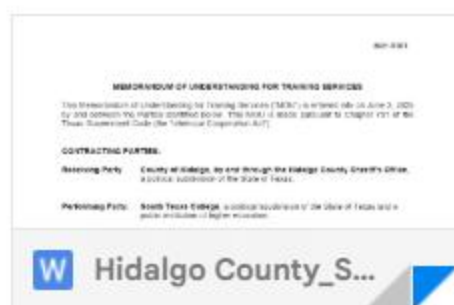 MEMORANDUM OF UNDERSTANDING FOR TRAINING SERVICES
This Memorandum of Understanding for Training Services ("MOU") is entered into on June 3, 2025
by and between the Parties identified below. This MOU is made pursuant to Chapter 791 of the
Texas Government Code (the "Interlocal Cooperation Act").
CONTRACTING PARTIES:
Receiving Party: County of Hidalgo, by and through the Hidalgo County Sheriff's Office,
a political subdivision of the State of Texas.
Performing Party: South Texas College, a political subdivision of the State of Texas and a
public institution of higher education.
W Hidalgo County_S...